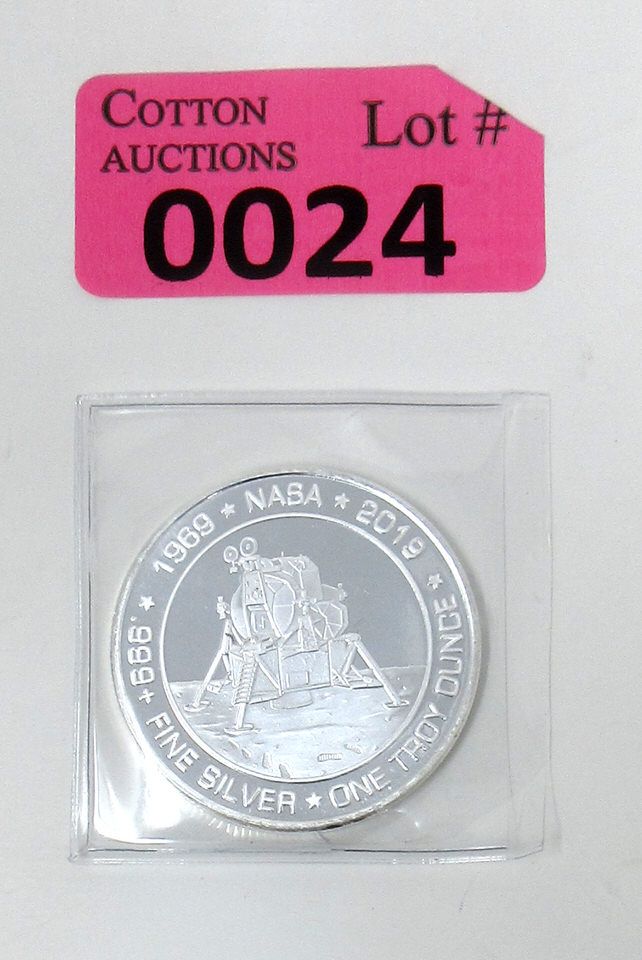 COTTON
AUCTIONS
Lot #
0024
1969 ★ NASA ★ 2019 ★
.999+ FINE SILVER ★ ONE TROY OUNCE ★